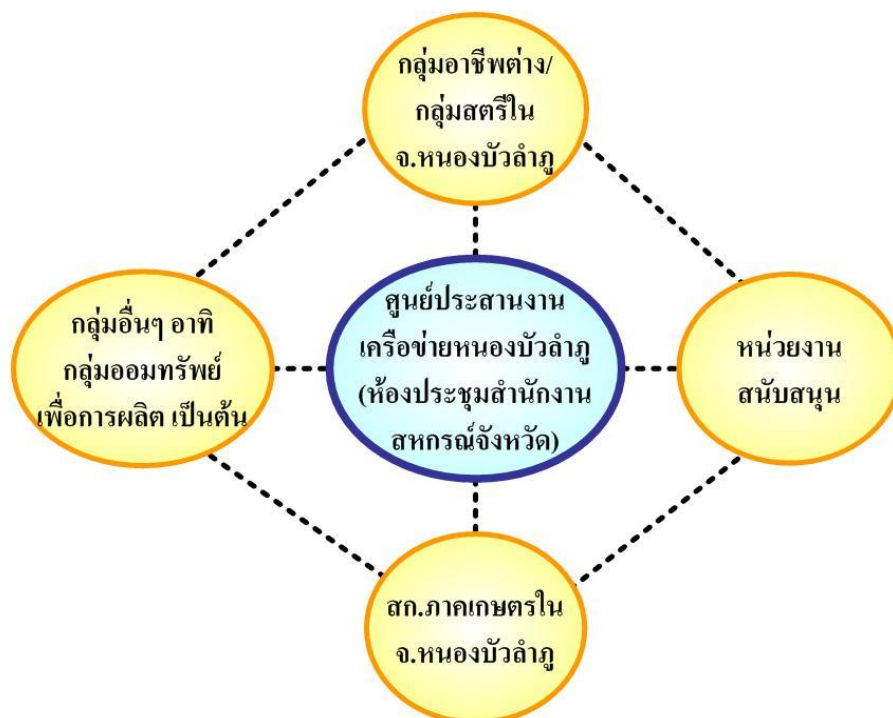 กลุ่มอาชีพต่าง/
กลุ่มสตรีใน
จ.หนองบัวลำภู
ศูนย์ประสานงาน
เครือข่ายหนองบัวลำภู
(ห้องประชุมสำนักงาน
สหกรณ์จังหวัด)
กลุ่มอื่นๆ อาทิ
กลุ่มออมทรัพย์
เพื่อการผลิต เป็นต้น
หน่วยงาน
สนับสนุน
สก.ภาคเกษตรใน
จ.หนองบัวลำภู